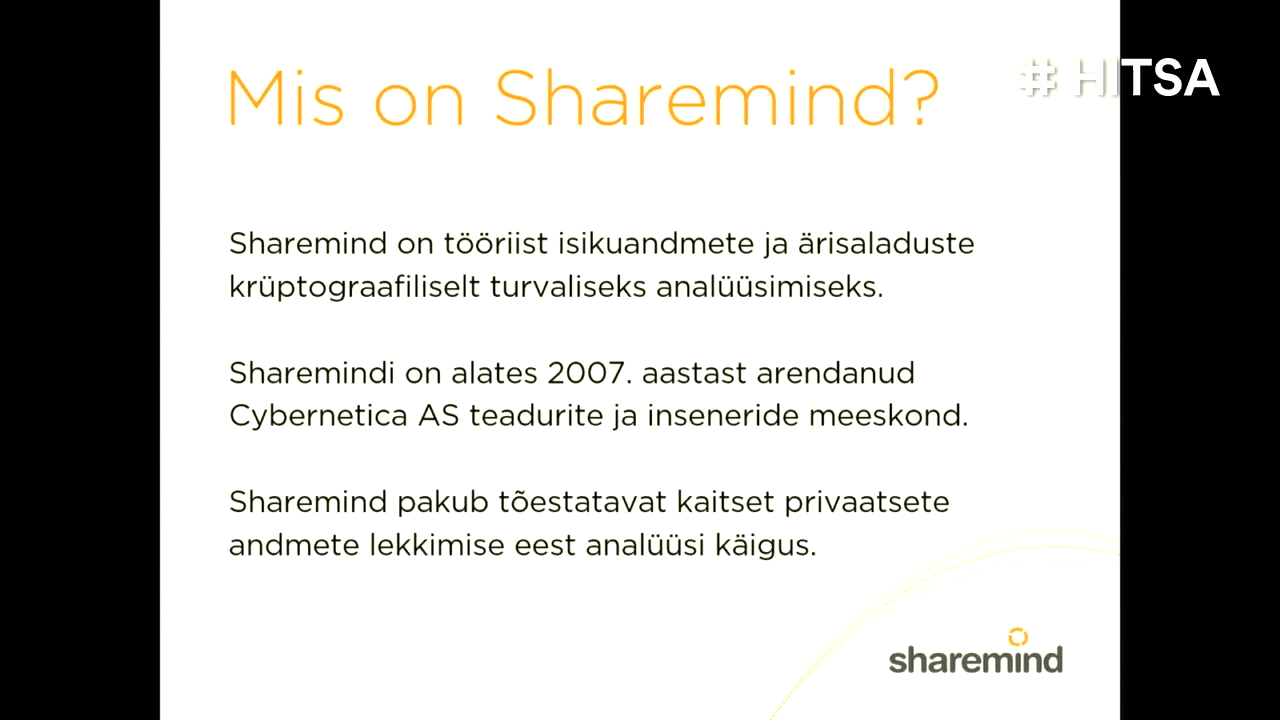 Mis on Sharemind?
# HITSA
Sharemind on tööriist isikuandmete ja ärisaladuste
krüptograafiliselt turvaliseks analüüsimiseks.
Sharemindi on alates 2007. aastast arendanud
Cybernetica AS teadurite ja inseneride meeskond.
Sharemind pakub tõestatavat kaitset privaatsete
andmete lekkimise eest analüüsi käigus.
sharemind